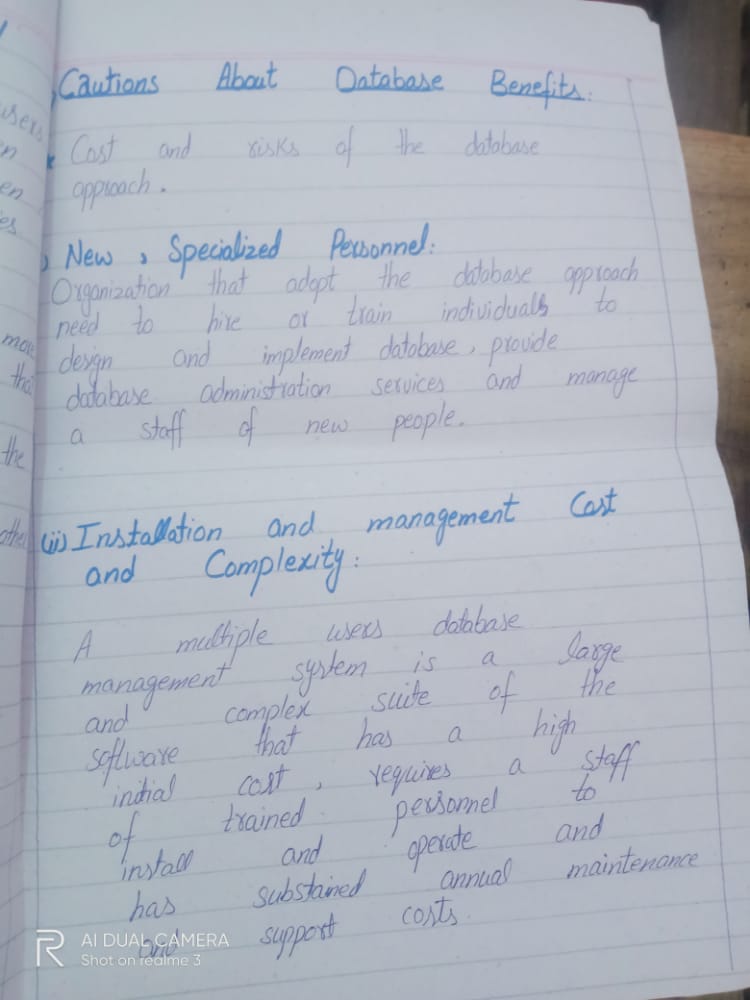 Cautions About Database Benefits:
Cost and risks of the database
approach.
) New, Specialized Personnel:
Organization that adopt the database approach
need to hire or train individuals to
design and implement database, provide
database administration services and manage
a staff of new people.
(ii) Installation and management Cost
and Complexity:
A multiple users database
management system is a large
and complex suite of the
software that has a high
initial cost, requires a staff
of trained personnel to
install and operate and
has substained annual maintenance
and support costs.
users
en
more
the
other
AI DUAL CAMERA
Shot on realme 3